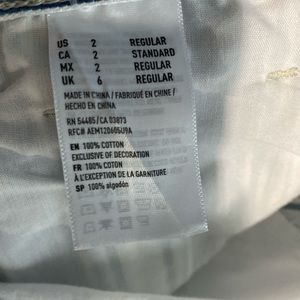 US 2 REGULAR
CA 2 STANDARD
MX 2 REGULAR
UK 6 REGULAR
MADE IN CHINA / FABRIQUÉ EN CHINE /
HECHO EN CHINA
RN 54485/CA 03873
RFC# AEM120605U9A
EN 100% COTTON
EXCLUSIVE OF DECORATION
FR 100% COTON
À L'EXCEPTION DE LA GARNITURE
SP 100% algodón